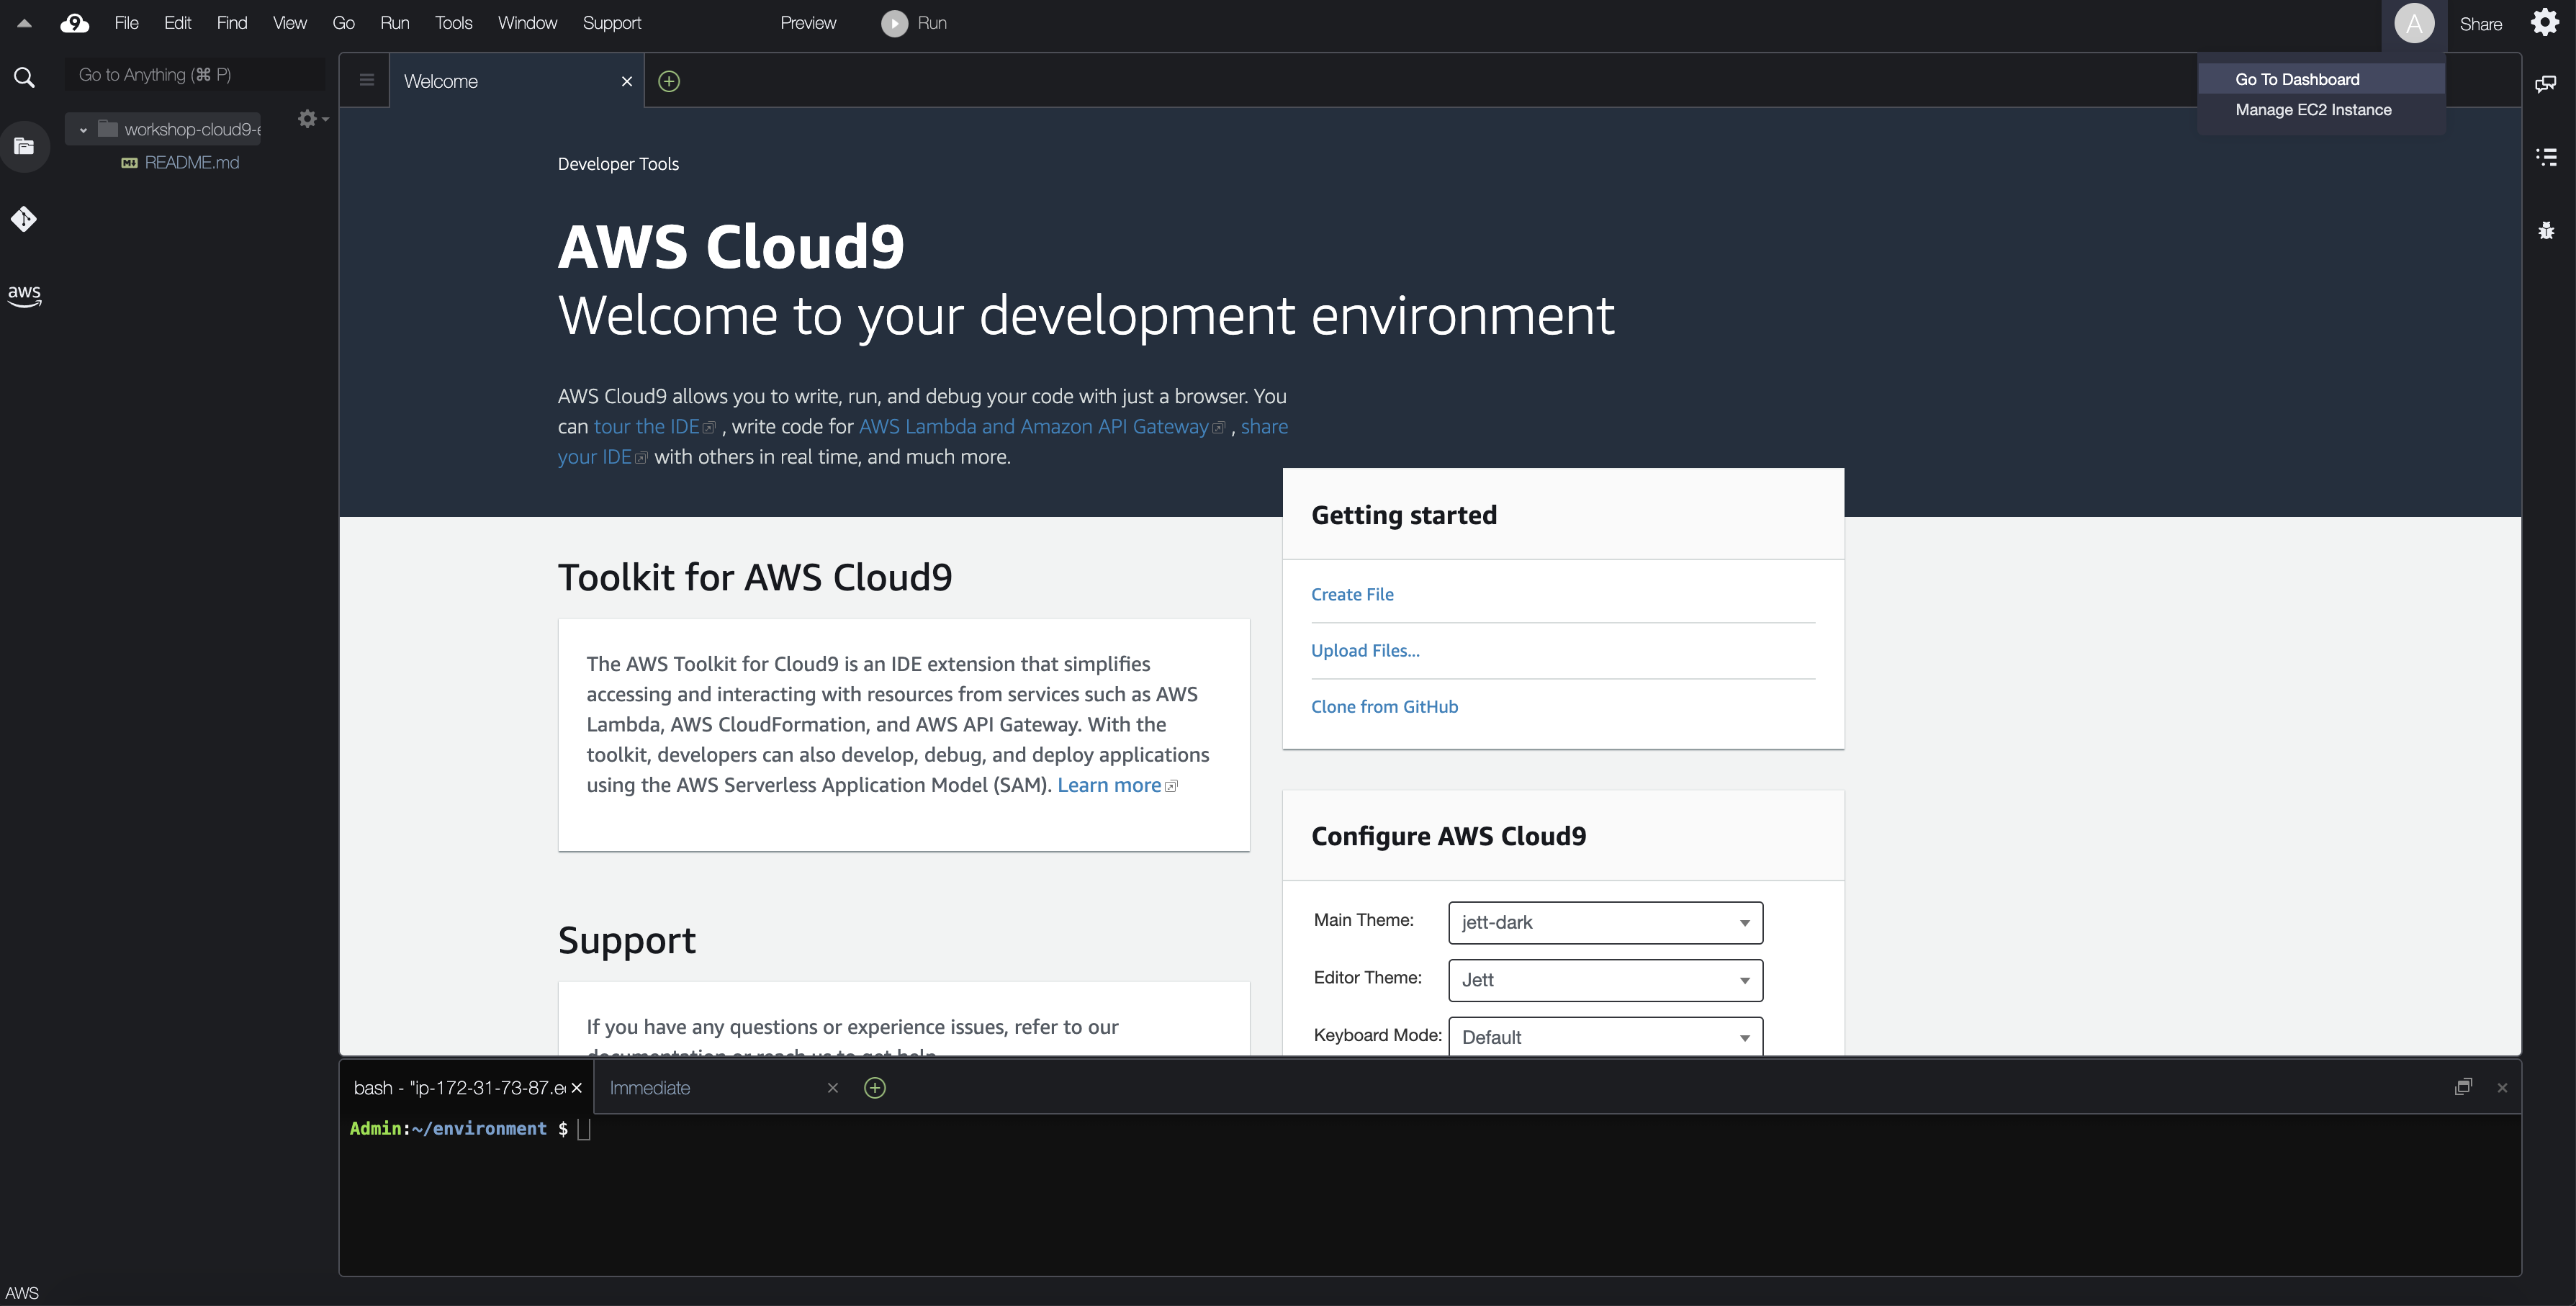 9 File Edit Find View Go Run Tools Window Support Preview Run A Share
Go to Anything (⌘ P)
Welcome
Go To Dashboard
Manage EC2 Instance
workshop-cloud9-e
README.md
aws
Developer Tools
AWS Cloud9
Welcome to your development environment
AWS Cloud9 allows you to write, run, and debug your code with just a browser. You
can tour the IDE , write code for AWS Lambda and Amazon API Gateway , share
your IDE with others in real time, and much more.
Getting started
Create File
Upload Files...
Clone from GitHub
Toolkit for AWS Cloud9
The AWS Toolkit for Cloud9 is an IDE extension that simplifies
accessing and interacting with resources from services such as AWS
Lambda, AWS CloudFormation, and AWS API Gateway. With the
toolkit, developers can also develop, debug, and deploy applications
using the AWS Serverless Application Model (SAM). Learn more
Configure AWS Cloud9
Main Theme: jett-dark
Editor Theme: Jett
Keyboard Mode: Default
Support
If you have any questions or experience issues, refer to our
documentation or reach us to get help.
bash - "ip-172-31-73-87.e
Immediate
Admin:~/environment $
AWS